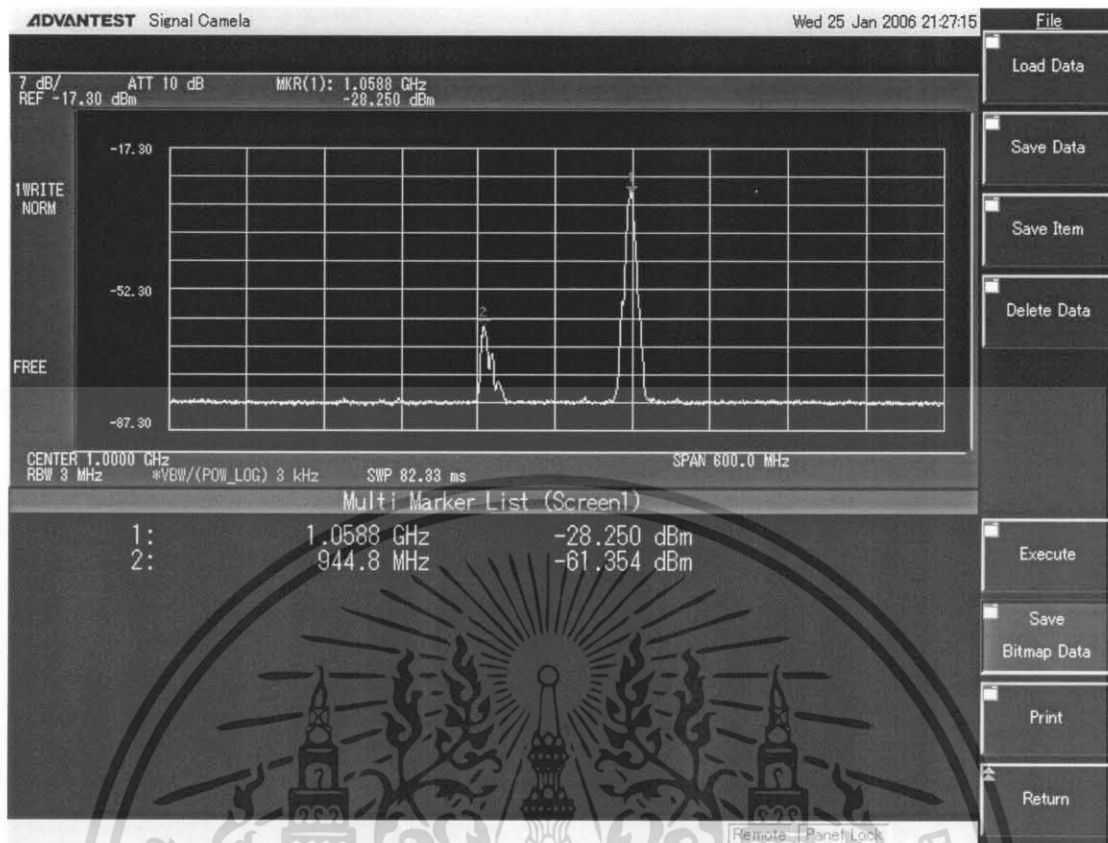 ADVANTEST Signal Camela
Wed 25 Jan 2006 21:27:15
File
7 dB/ ATT 10 dB MKR(1): 1.0588 GHz
REF -17.30 dBm -28.250 dBm
-17.30
1WRITE
NORM
1
-52.30
2
FREE
-87.30
CENTER 1.0000 GHz SPAN 600.0 MHz
RBW 3 MHz *VBW/(POW_LOG) 3 kHz SWP 82.33 ms
Multi Marker List (Screen1)
1: 1.0588 GHz -28.250 dBm
2: 944.8 MHz -61.354 dBm
Remote Panel Lock
Load Data
Save Data
Save Item
Delete Data
Execute
Save
Bitmap Data
Print
Return